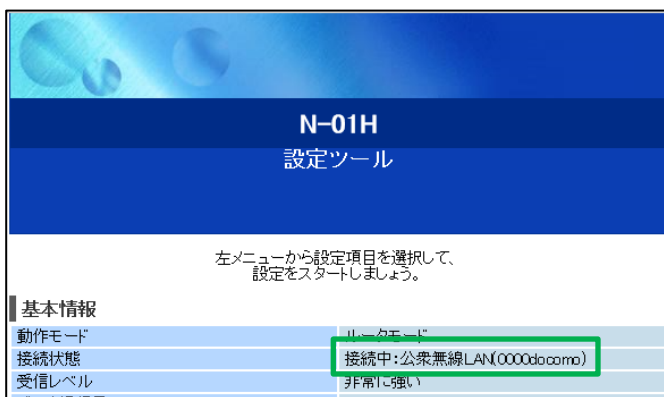 N-01H
設定ツール
左メニューから設定項目を選択して、
設定をスタートしましょう。
基本情報
動作モード ルータモード
接続状態 接続中:公衆無線LAN(0000docomo)
受信レベル 非常に強い